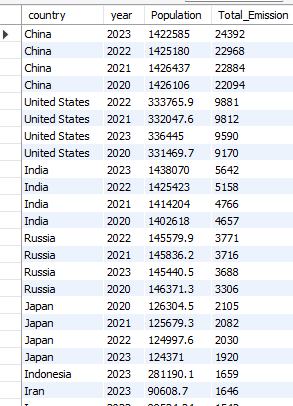 country year Population Total_Emission
China 2023 1422585 24392
China 2022 1425180 22968
China 2021 1426437 22884
China 2020 1426106 22094
United States 2022 333765.9 9881
United States 2021 332047.6 9812
United States 2023 336445 9590
United States 2020 331469.7 9170
India 2023 1438070 5642
India 2022 1425423 5158
India 2021 1414204 4766
India 2020 1402618 4657
Russia 2022 145579.9 3771
Russia 2021 145836.2 3716
Russia 2023 145440.5 3688
Russia 2020 146371.3 3306
Japan 2020 126304.5 2105
Japan 2021 125679.3 2082
Japan 2022 124997.6 2030
Japan 2023 124371 1920
Indonesia 2023 281190.1 1659
Iran 2023 90608.7 1646